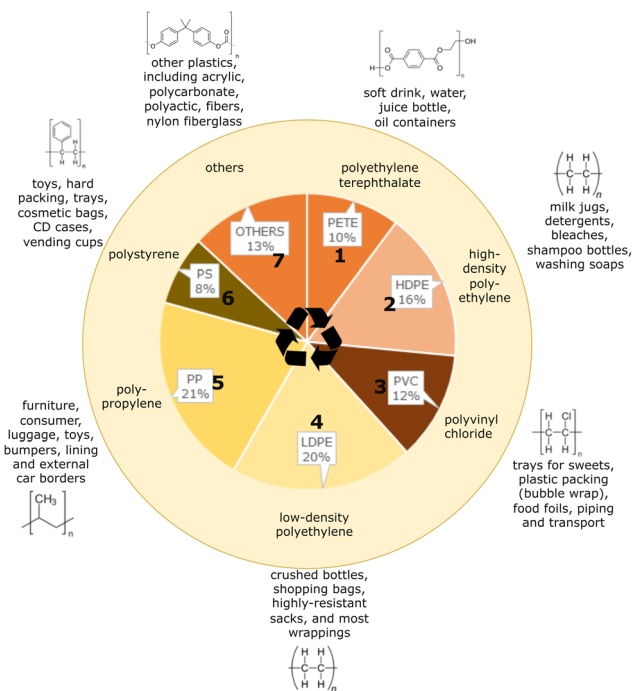 other plastics,
including acrylic,
polycarbonate,
polyactic, fibers,
nylon fiberglass
soft drink, water,
juice bottle,
oil containers
toys, hard
packing, trays,
cosmetic bags,
CD cases,
vending cups
milk jugs,
detergents,
bleaches,
shampoo bottles,
washing soaps
others
polyethylene
terephthalate
polystyrene
high-
density
poly-
ethylene
OTHERS
13%
7
PETE
10%
1
PS
8%
6
HDPE
16%
2
PP
21%
5
PVC
12%
3
4
LDPE
20%
poly-
propylene
polyvinyl
chloride
low-density
polyethylene
furniture,
consumer,
luggage, toys,
bumpers, lining
and external
car borders
trays for sweets,
plastic packing
(bubble wrap),
food foils, piping
and transport
crushed bottles,
shopping bags,
highly-resistant
sacks, and most
wrappings
O
O
O
n
O
O
O
OH
H
O
n
H
H
C
C
H
n
H
H
C
C
H
H
n
H
Cl
C
C
H
H
n
CH3
n
H
H
C
C
H
H
n